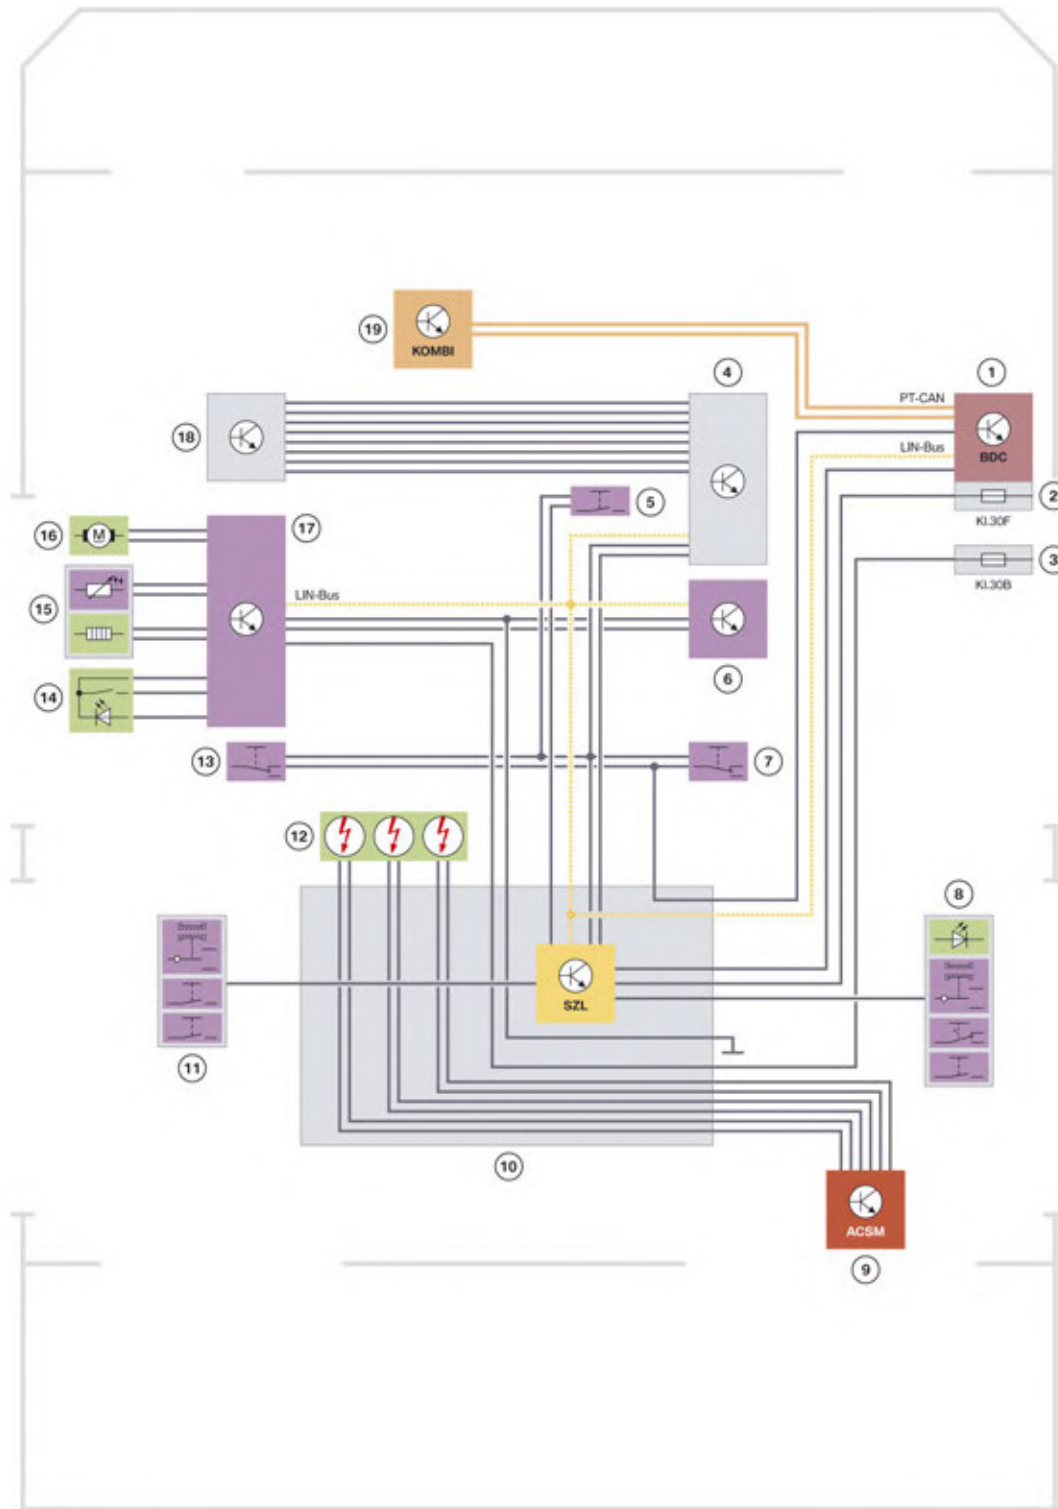 19
KOMBI
4
1
PT-CAN
18
LIN-Bus
BDC
5
2
16
M
17
Kl.30F
3
Kl.30B
15
LIN-Bus
14
6
13
7
12
8
SZL
11
10
ACSM
9